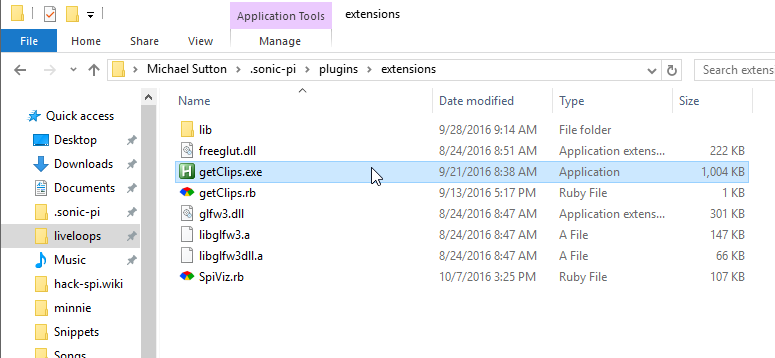 Application Tools extensions
File Home Share View Manage
Michael Sutton .sonic-pi plugins extensions Search extens
Name Date modified Type Size
Quick access
Desktop
Downloads
Documents
.sonic-pi
liveloops
Music
hack-spi.wiki
minnie
Snippets
Songs
lib 9/28/2016 9:14 AM File folder
freeglut.dll 8/24/2016 8:51 AM Application extens... 222 KB
H getClips.exe 9/21/2016 8:38 AM Application 1,004 KB
getClips.rb 9/13/2016 5:17 PM Ruby File 1 KB
glfw3.dll 8/24/2016 8:47 AM Application extens... 301 KB
libglfw3.a 8/24/2016 8:47 AM A File 147 KB
libglfw3dll.a 8/24/2016 8:47 AM A File 66 KB
SpiViz.rb 10/7/2016 3:25 PM Ruby File 107 KB